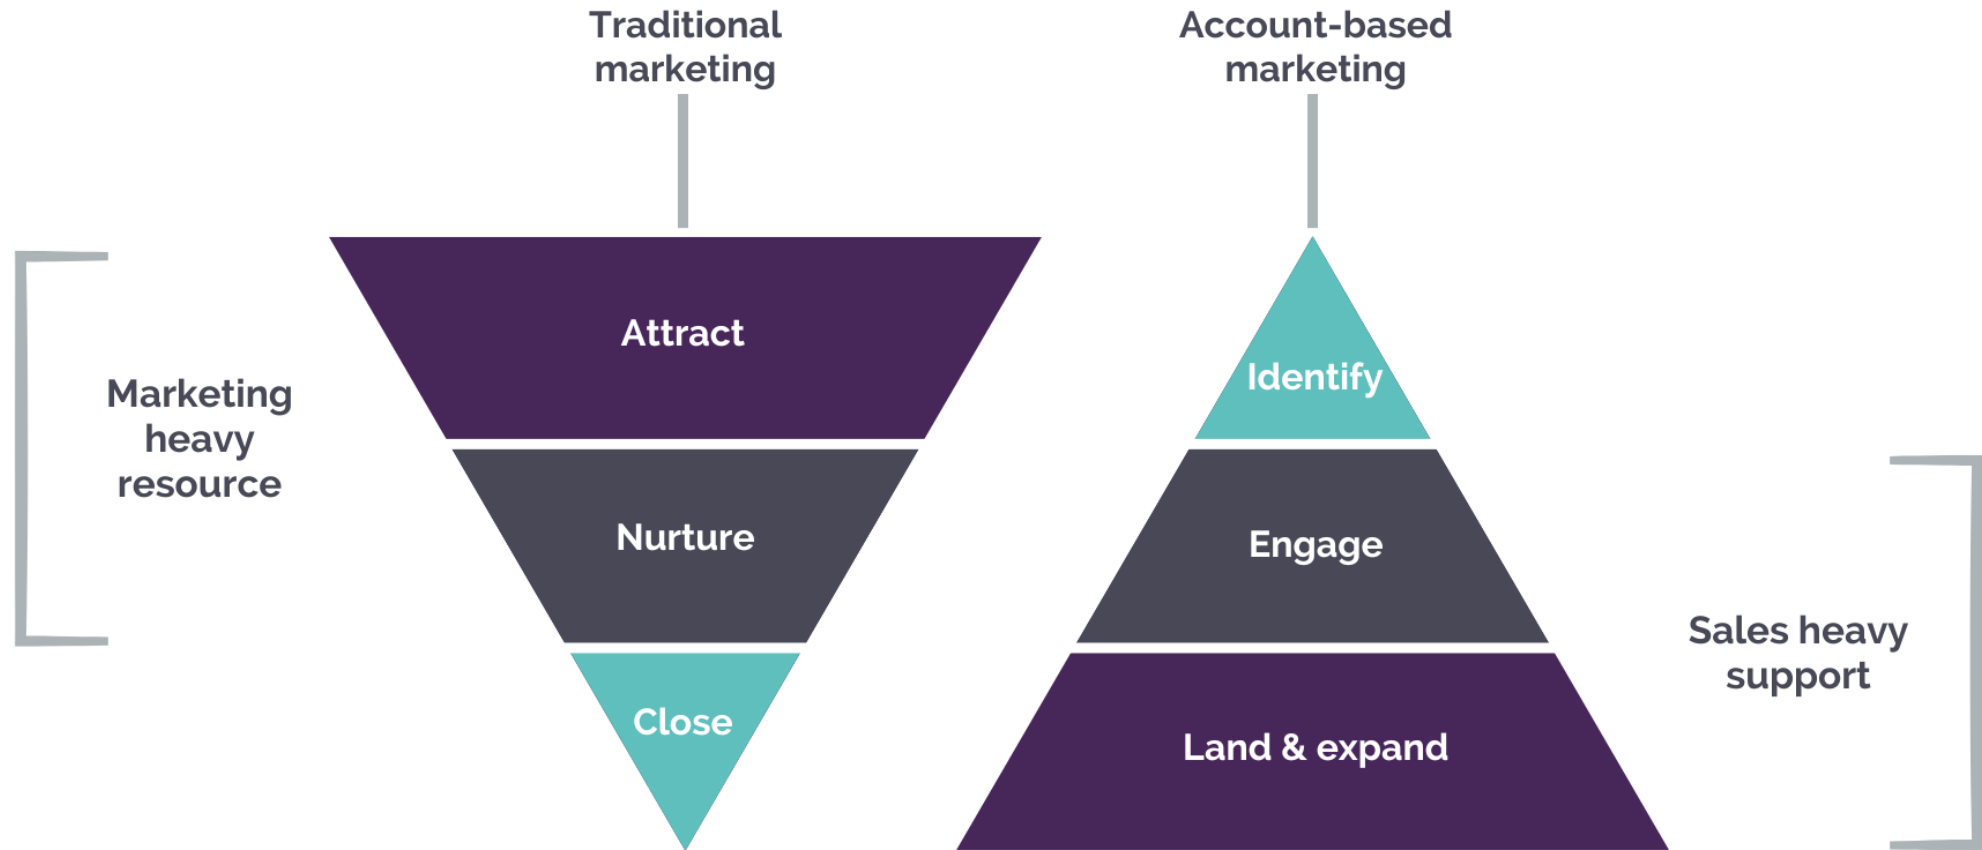 Traditional
marketing
Account-based
marketing
Marketing
heavy
resource
Attract
Nurture
Close
Identify
Engage
Land & expand
Sales heavy
support